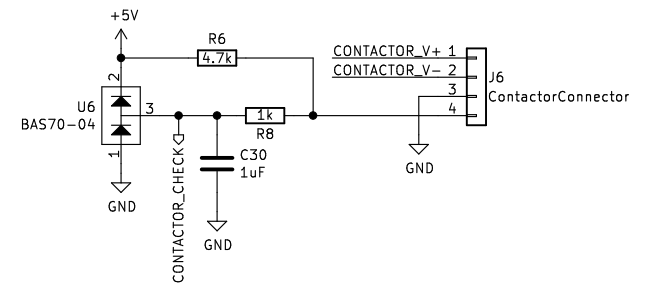 +5V
R6
4.7k
CONTACTOR_V+ 1
CONTACTOR_V- 2
J6
ContactorConnector
3
4
2
U6
BAS70-04
3
1
1k
R8
C30
1uF
CONTACTOR_CHECK
GND
GND
GND